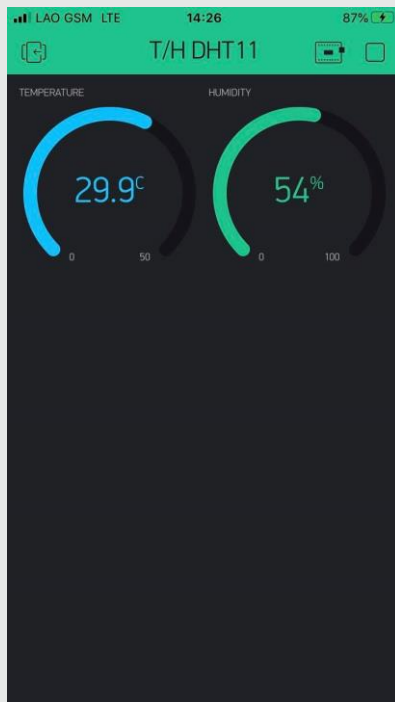 LAO GSM LTE 14:26 87%
T/H DHT11
TEMPERATURE HUMIDITY
29.9C 54%
0 50 0 100